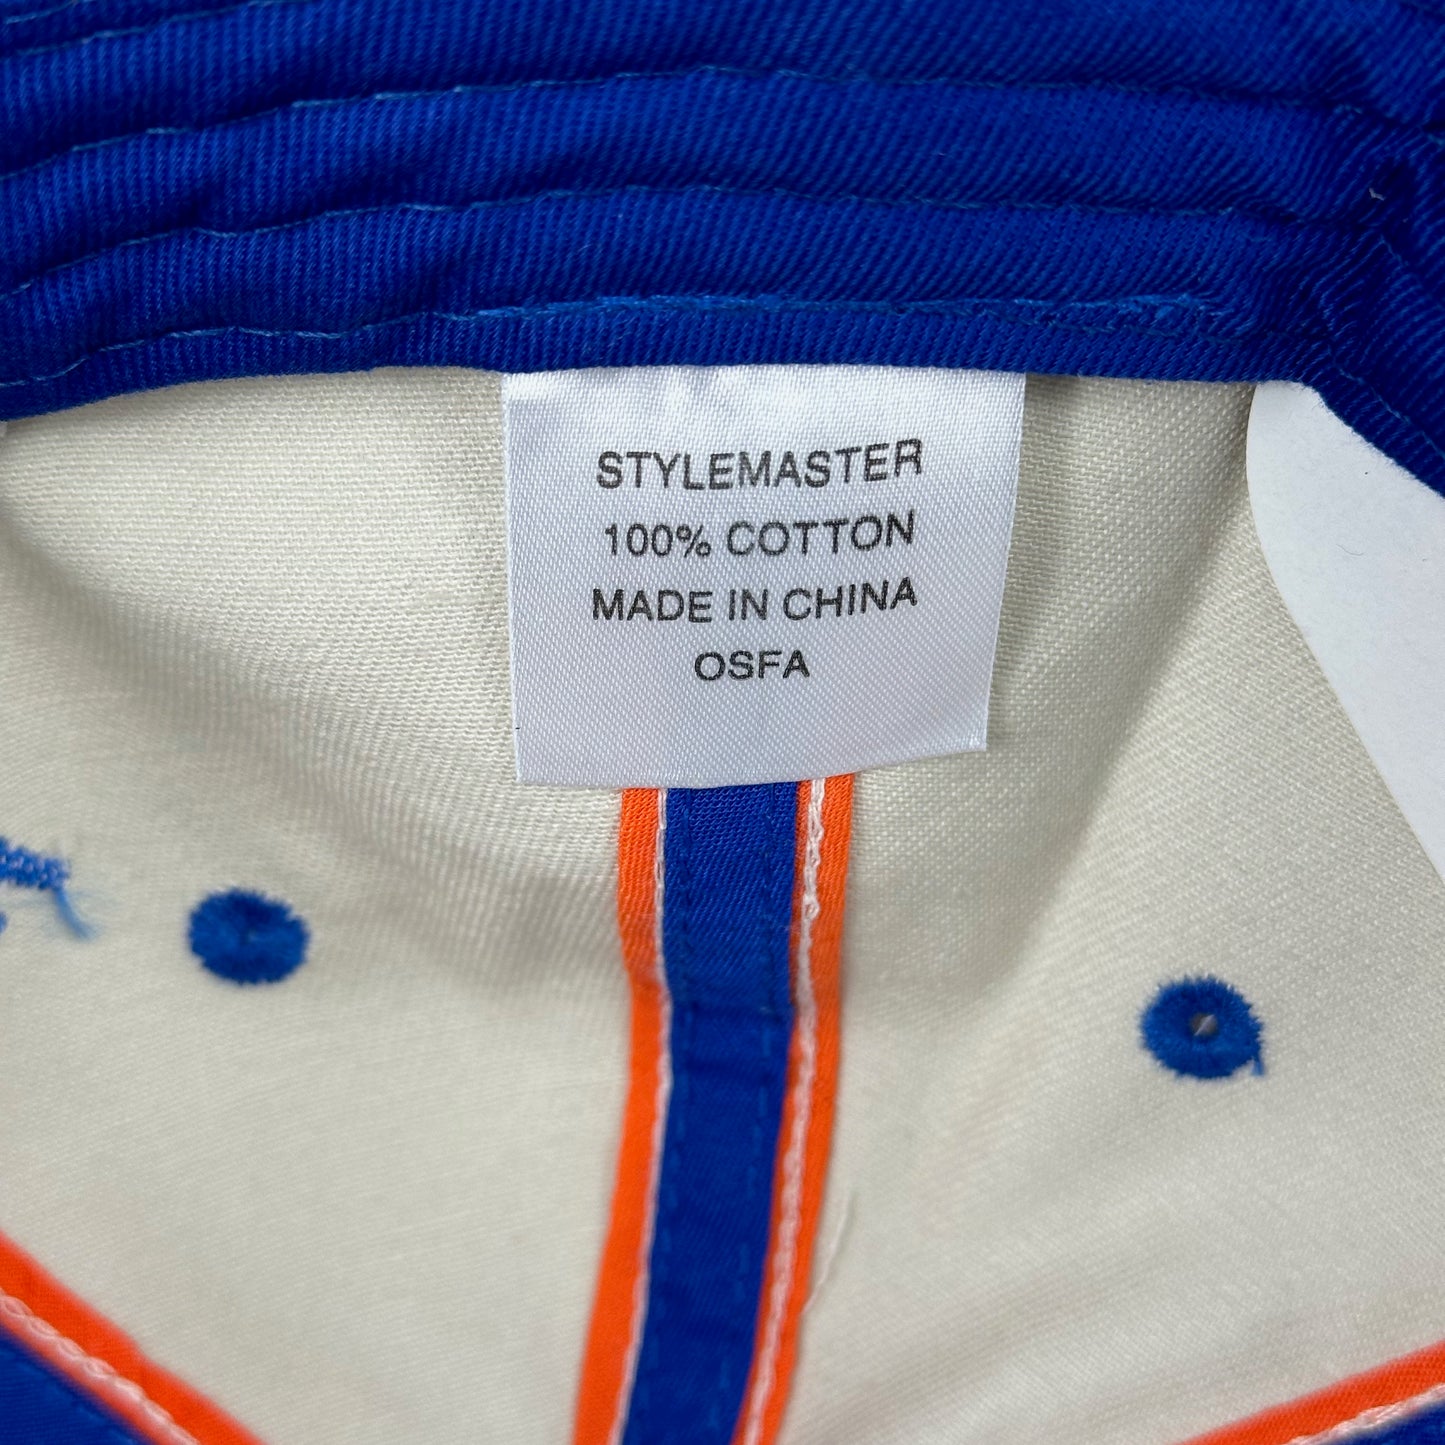 STYLEMASTER
100% COTTON
MADE IN CHINA
OSFA